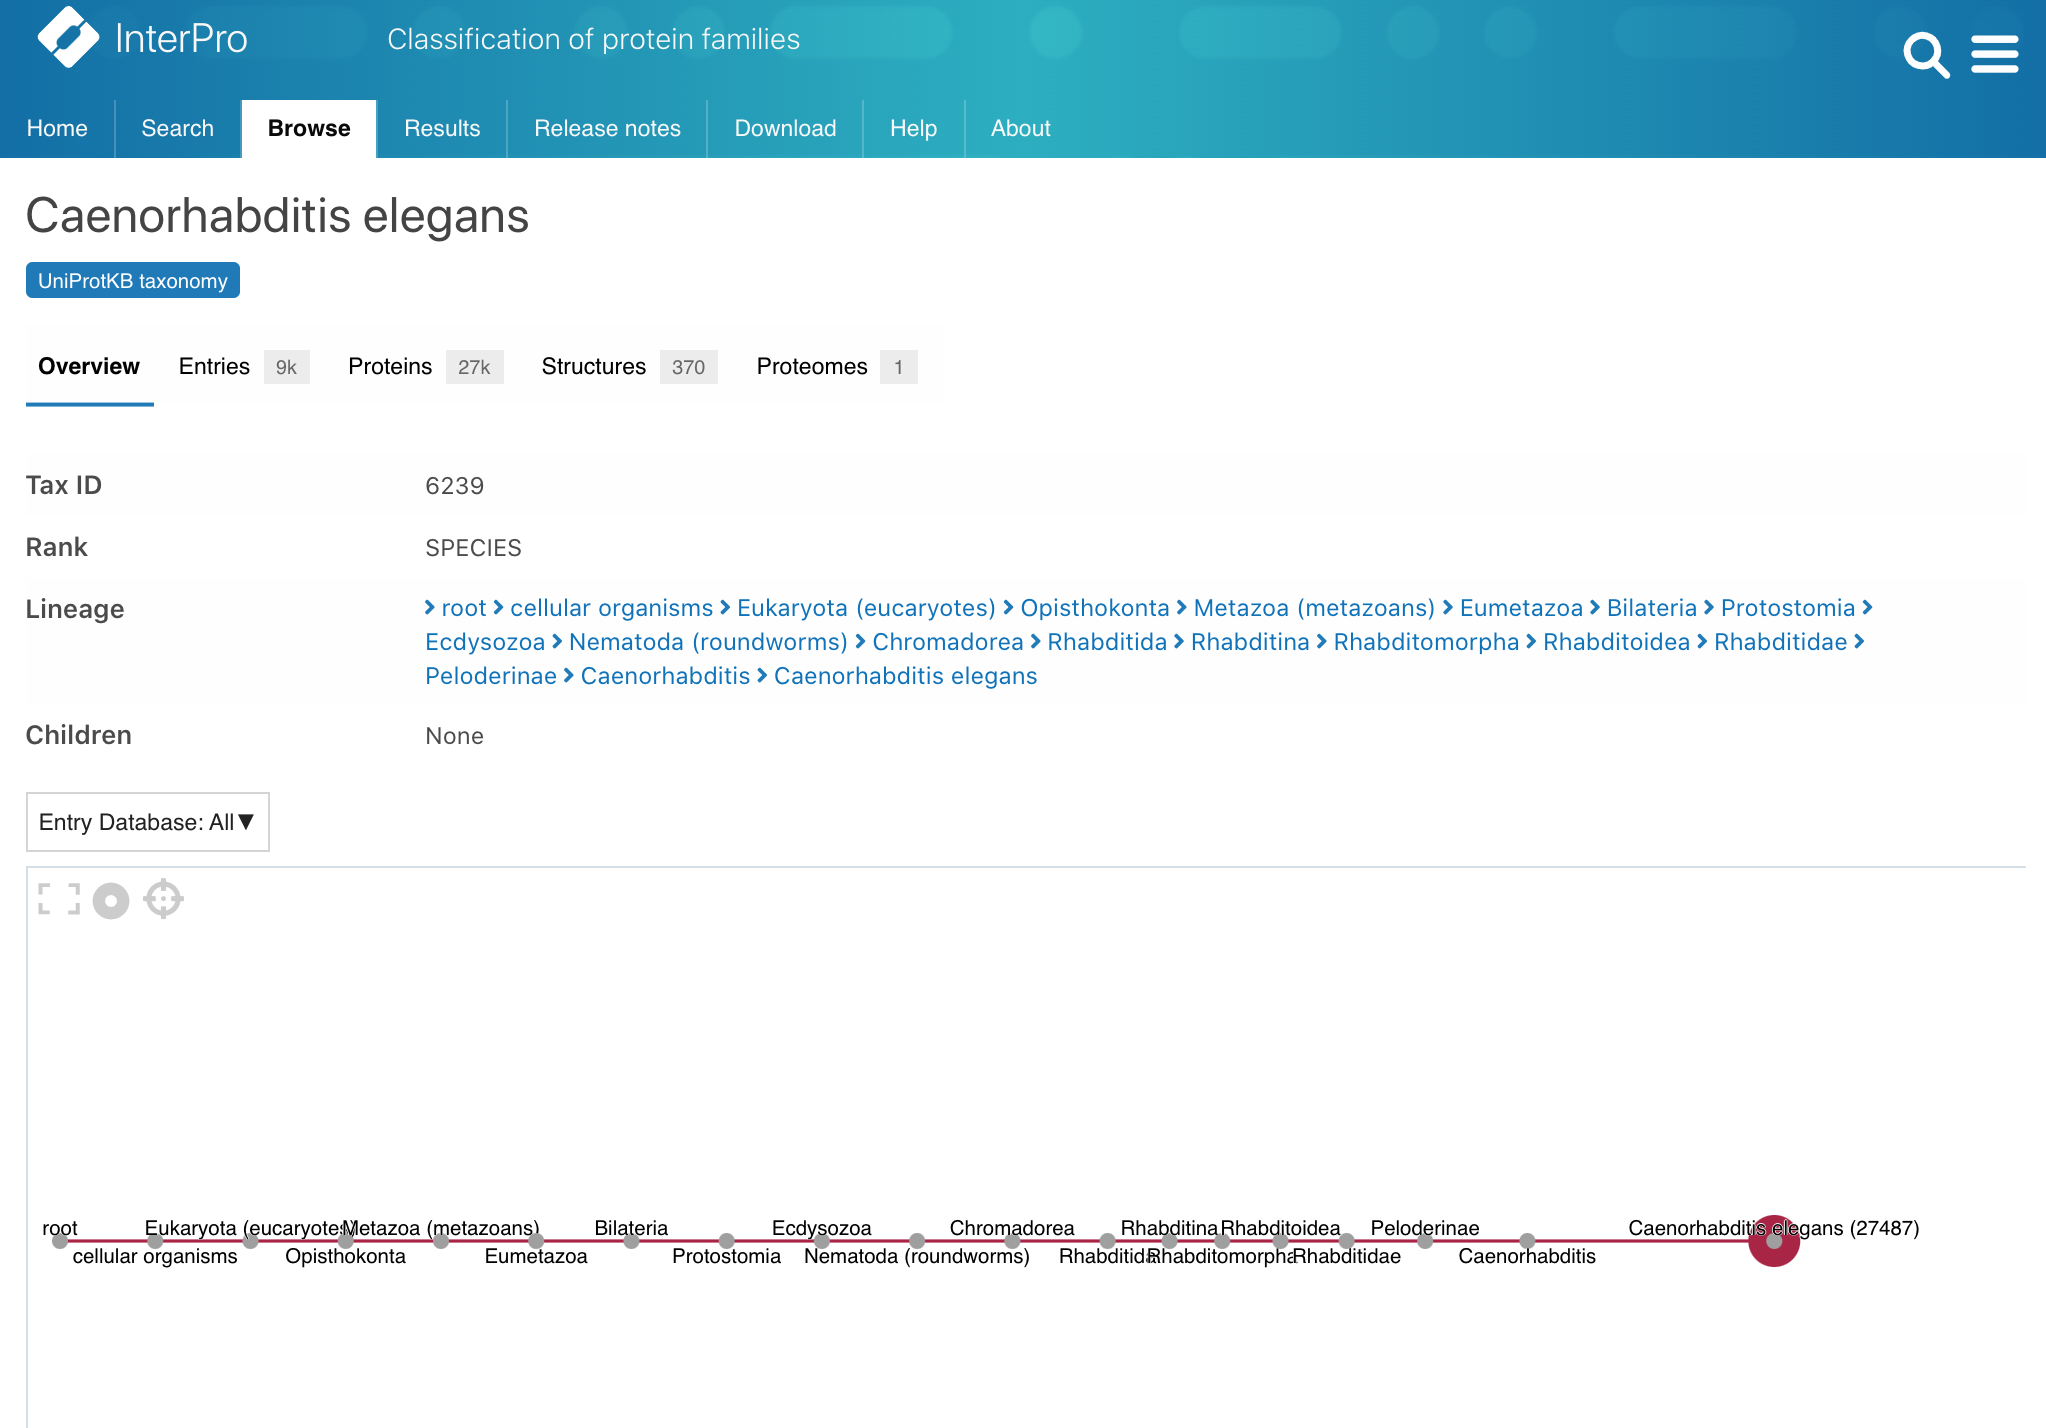 InterPro
Classification of protein families
Home Search Browse Results Release notes Download Help About
Caenorhabditis elegans
UniProtKB taxonomy
Overview Entries 9k Proteins 27k Structures 370 Proteomes 1
Tax ID 6239
Rank SPECIES
Lineage root cellular organisms Eukaryota (eucaryotes) Opisthokonta Metazoa (metazoans) Eumetazoa Bilateria Protostomia
Ecdysozoa Nematoda (roundworms) Chromadorea Rhabditida Rhabditina Rhabditomorpha Rhabditoidea Rhabditidae
Peloderinae Caenorhabditis Caenorhabditis elegans
Children None
Entry Database: All▼
root Eukaryota (eucaryotes) Metazoa (metazoans) Bilateria Ecdysozoa Chromadorea Rhabditina Rhabditoidea Peloderinae Caenorhabditis elegans (27487)
cellular organisms Opisthokonta Eumetazoa Protostomia Nematoda (roundworms) Rhabditida Rhabditomorpha Rhabditidae Caenorhabditis